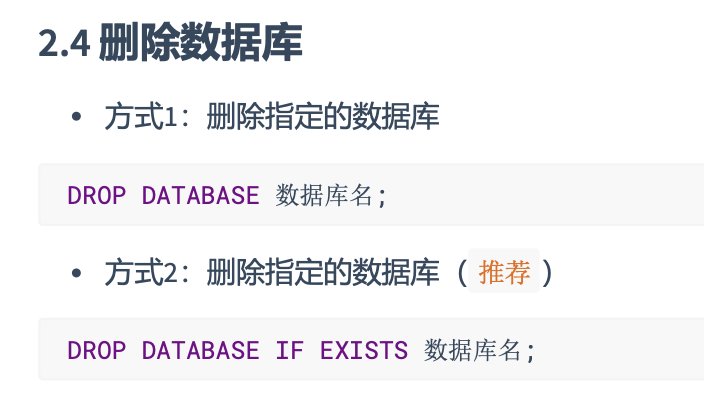 2.4 删除数据库
• 方式1：删除指定的数据库
DROP DATABASE 数据库名;
• 方式2：删除指定的数据库（推荐）
DROP DATABASE IF EXISTS 数据库名;